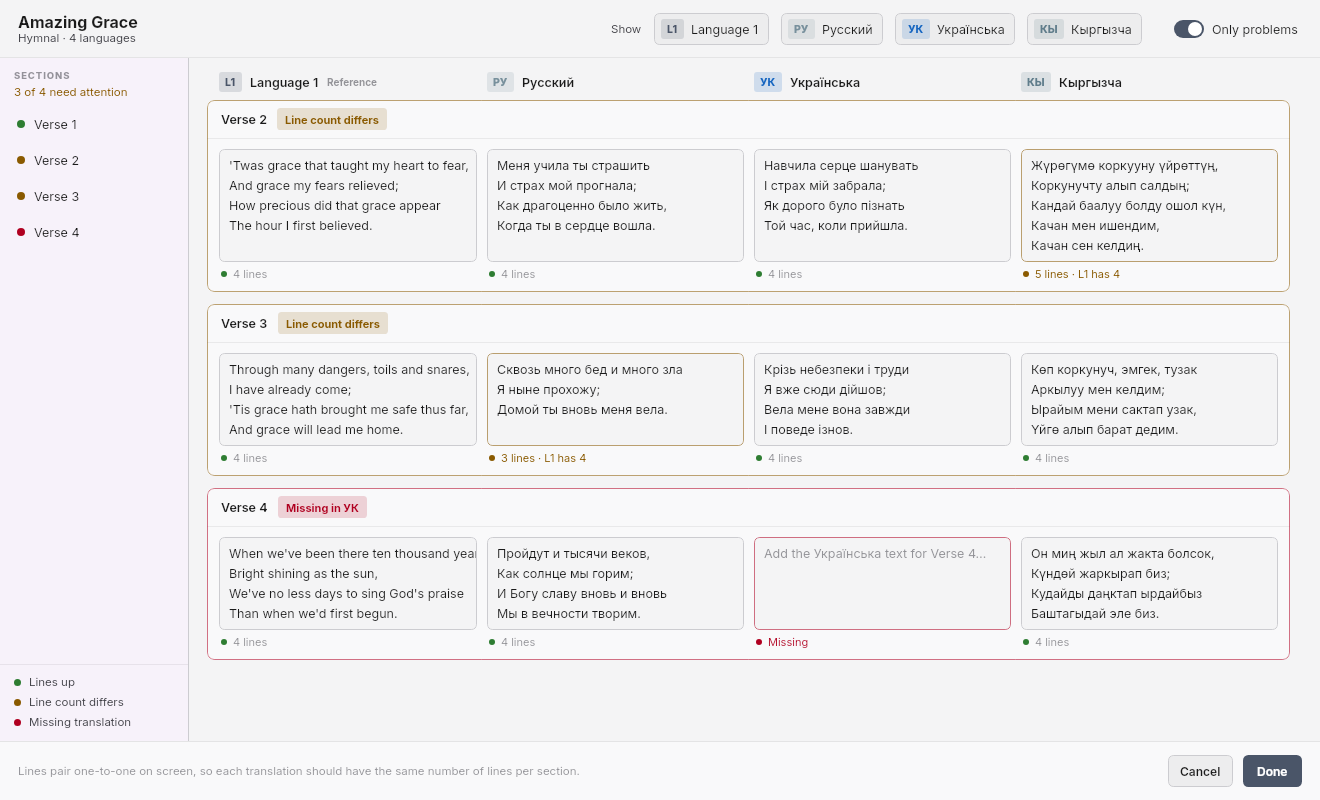 Amazing Grace
Hymnal · 4 languages
Show
L1 Language 1
РУ Русский
УК Українська
КЫ Кыргызча
Only problems
SECTIONS
3 of 4 need attention
Verse 1
Verse 2
Verse 3
Verse 4
Lines up
Line count differs
Missing translation
L1 Language 1 Reference
РУ Русский
УК Українська
КЫ Кыргызча
Verse 2 Line count differs
'Twas grace that taught my heart to fear,
And grace my fears relieved;
How precious did that grace appear
The hour I first believed.
4 lines
Меня учила ты страшить
И страх мой прогнала;
Как драгоценно было жить,
Когда ты в сердце вошла.
4 lines
Навчила серце шанувать
І страх мій забрала;
Як дорого було пізнать
Той час, коли прийшла.
4 lines
Жүрөгүмө коркууну үйрөттүң,
Коркунучту алып салдың;
Кандай баалуу болду ошол күн,
Качан мен ишендим,
Качан сен келдиң.
5 lines · L1 has 4
Verse 3 Line count differs
Through many dangers, toils and snares,
I have already come;
'Tis grace hath brought me safe thus far,
And grace will lead me home.
4 lines
Сквозь много бед и много зла
Я ныне прохожу;
Домой ты вновь меня вела.
3 lines · L1 has 4
Крізь небезпеки і труди
Я вже сюди дійшов;
Вела мене вона завжди
І поведе ізнов.
4 lines
Көп коркунуч, эмгек, тузак
Аркылуу мен келдим;
Ырайым мени сактап узак,
Үйгө алып барат дедим.
4 lines
Verse 4 Missing in УК
When we've been there ten thousand year
Bright shining as the sun,
We've no less days to sing God's praise
Than when we'd first begun.
4 lines
Пройдут и тысячи веков,
Как солнце мы горим;
И Богу славу вновь и вновь
Мы в вечности творим.
4 lines
Add the Українська text for Verse 4…
Missing
Он миң жыл ал жакта болсок,
Күндөй жаркырап биз;
Кудайды даңктап ырдайбыз
Баштагыдай эле биз.
4 lines
Lines pair one-to-one on screen, so each translation should have the same number of lines per section.
Cancel
Done